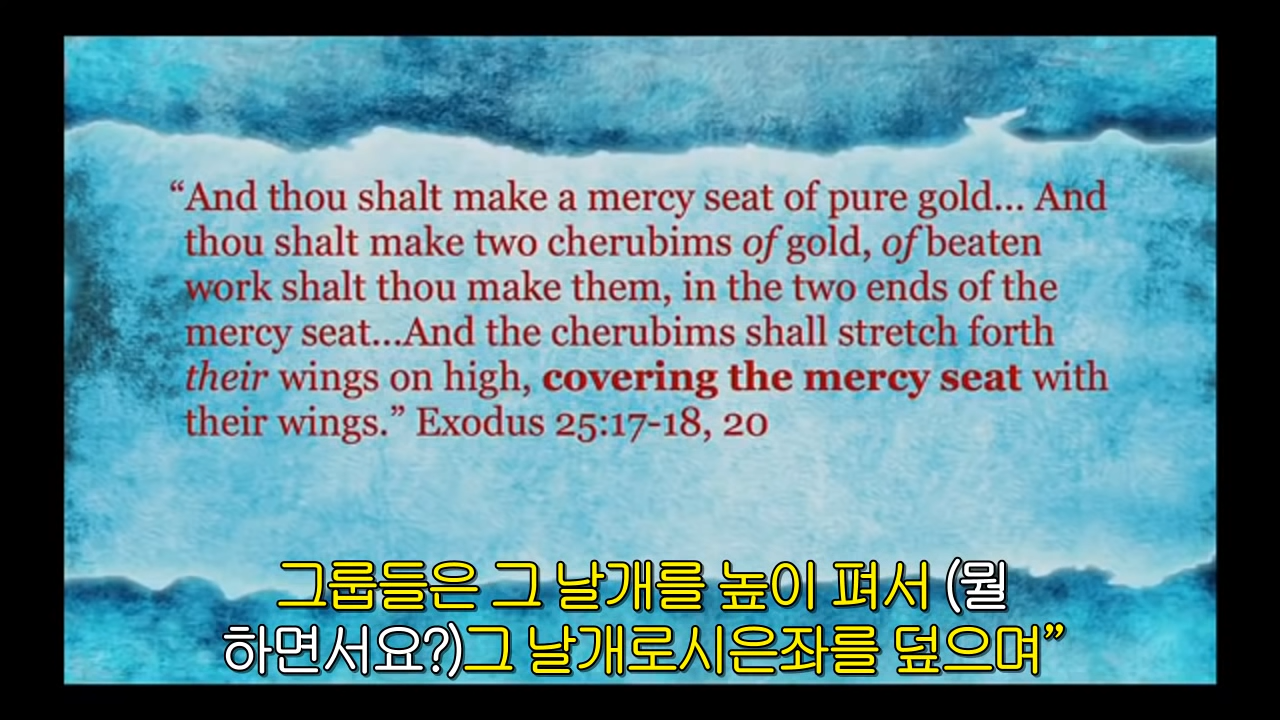 “And thou shalt make a mercy seat of pure gold... And
thou shalt make two cherubims of gold, of beaten
work shalt thou make them, in the two ends of the
mercy seat...And the cherubims shall stretch forth
their wings on high, covering the mercy seat with
their wings.” Exodus 25:17-18, 20
그룹들은 그 날개를 높이 펴서 (뭘
하면서요?)그 날개로시은좌를 덮으며”